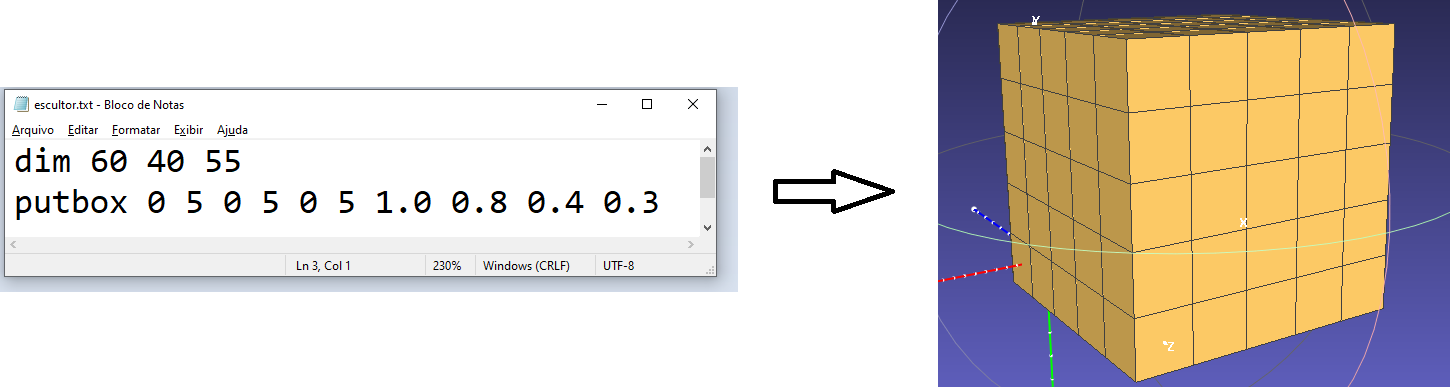 escultor.txt - Bloco de Notas
Arquivo Editar Formatar Exibir Ajuda
dim 60 40 55
putbox 0 5 0 5 0 5 1.0 0.8 0.4 0.3
Ln 3, Col 1 230% Windows (CRLF) UTF-8
Y
X
Z